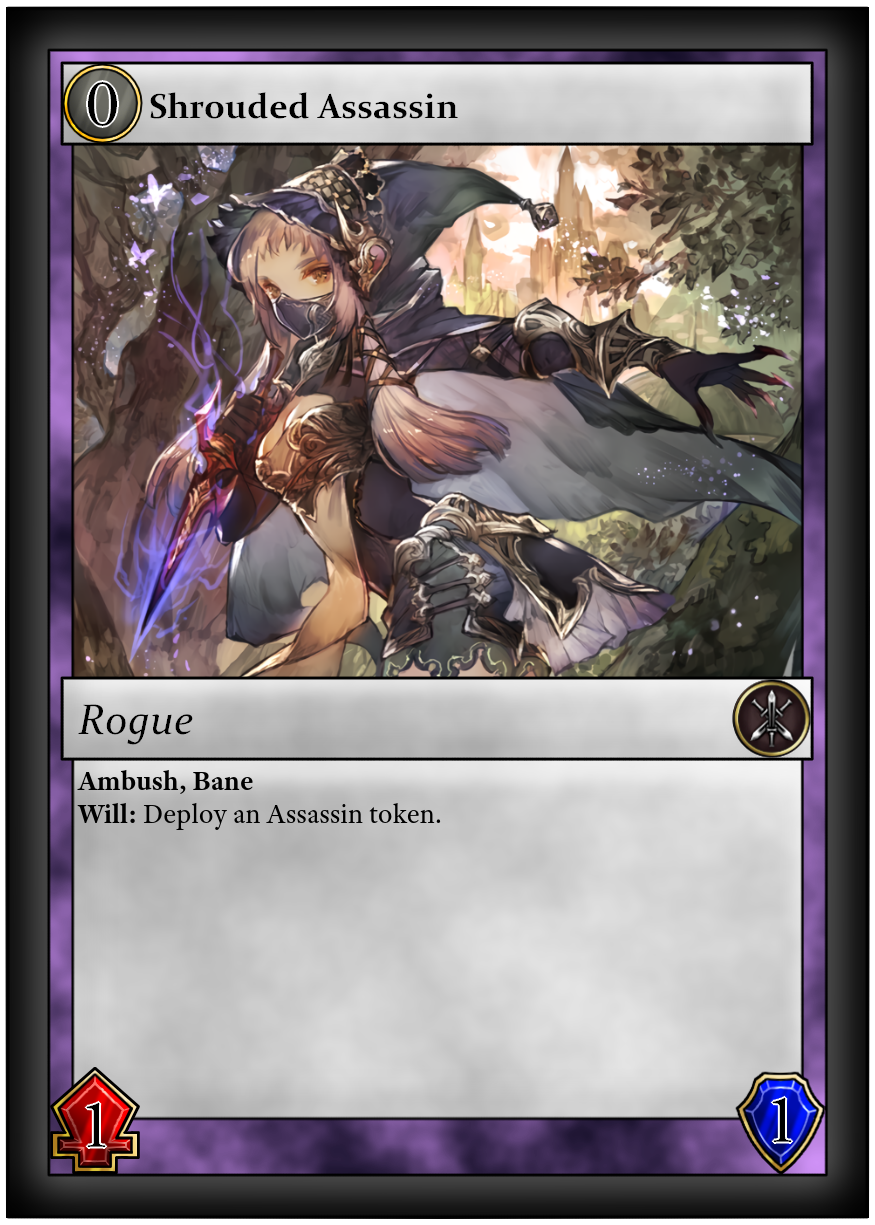 0
Shrouded Assassin
Rogue
Ambush, Bane
Will: Deploy an Assassin token.
1
1